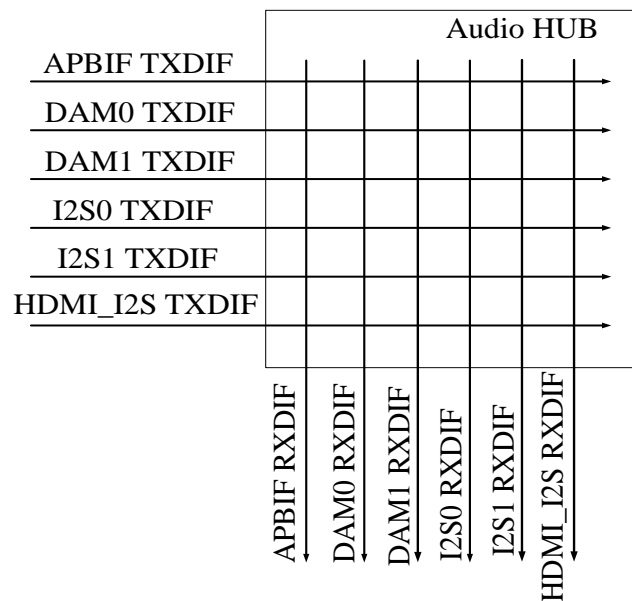 Audio HUB
APBIF TXDIF
DAM0 TXDIF
DAM1 TXDIF
I2S0 TXDIF
I2S1 TXDIF
HDMI_I2S TXDIF
APBIF RXDIF
DAM0 RXDIF
DAM1 RXDIF
I2S0 RXDIF
I2S1 RXDIF
HDMI_I2S RXDIF